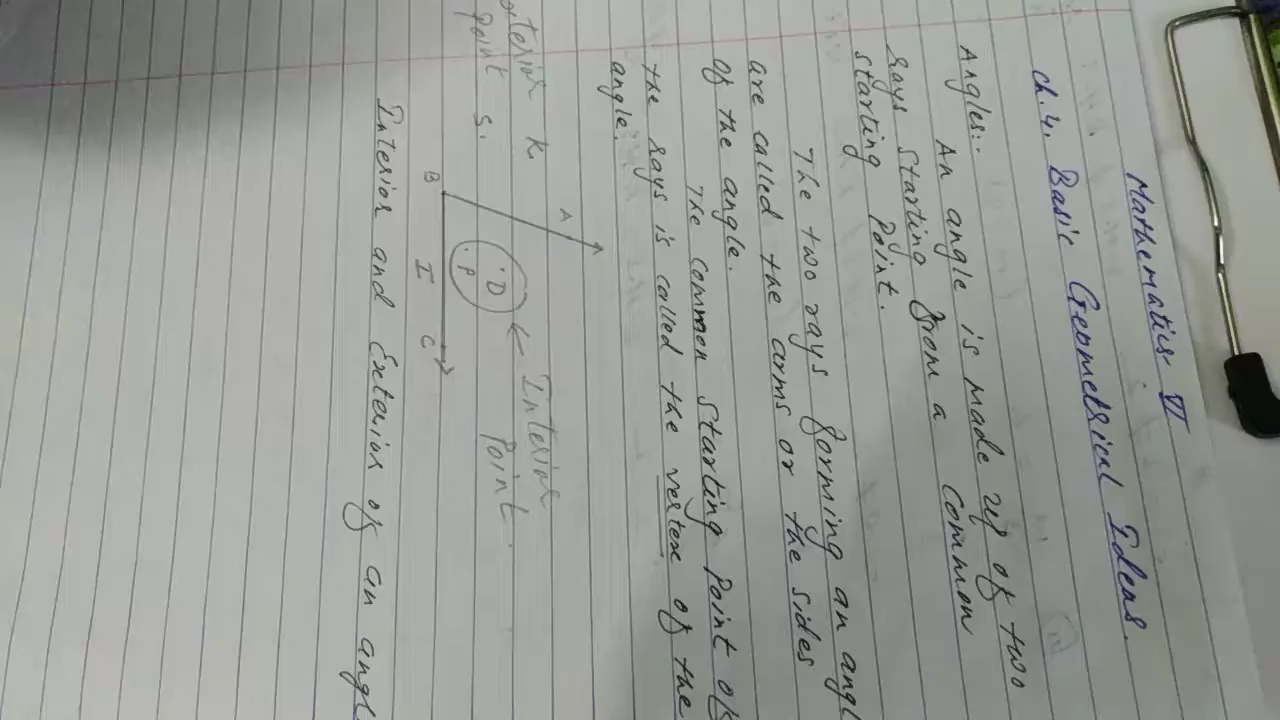 Mathematics- VI
Ch. 4. Basic Geometrical Ideas.
Angles:-
An angle is made up of two
rays starting from a common
starting Point.
The two rays forming an angl
are called the arms or the sides
of the angle.
The common starting Point of
the rays is called the vertex of the
angle.
A
xterior k
Interior
Point
D
Point s.
P
B
I
C
Interior and Exterior of an angl